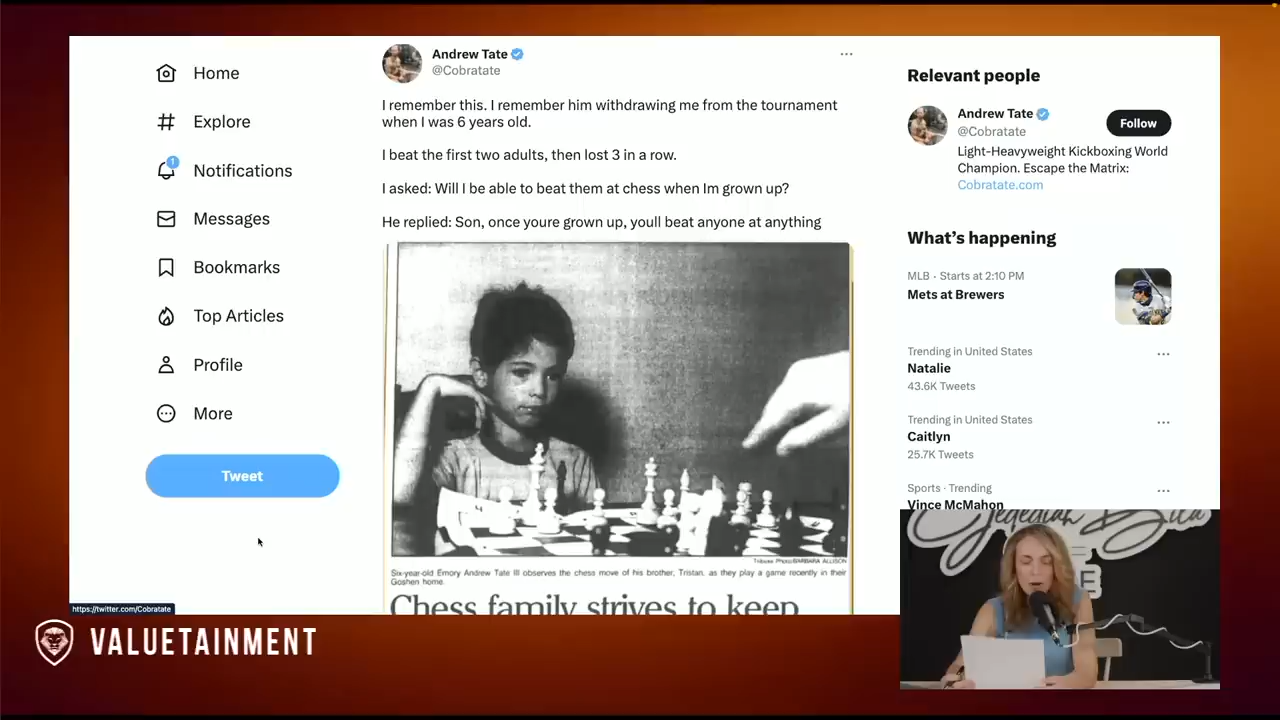 Home
Explore
1
Notifications
Messages
Bookmarks
Top Articles
Profile
More
Tweet
https://twitter.com/Cobratate
Andrew Tate
@Cobratate
I remember this. I remember him withdrawing me from the tournament
when I was 6 years old.
I beat the first two adults, then lost 3 in a row.
I asked: Will I be able to beat them at chess when Im grown up?
He replied: Son, once youre grown up, youll beat anyone at anything
Tribune Photo/BARBARA ALLISON
Six-year-old Emory Andrew Tate III observes the chess move of his brother, Tristan, as they play a game recently in their
Goshen home.
Chess family strives to keep
Relevant people
Andrew Tate
@Cobratate
Follow
Light-Heavyweight Kickboxing World
Champion. Escape the Matrix:
Cobratate.com
What's happening
MLB · Starts at 2:10 PM
Mets at Brewers
Trending in United States
Natalie
43.6K Tweets
Trending in United States
Caitlyn
25.7K Tweets
Sports · Trending
Vince McMahon
Jedediah Bila
VALUETAINMENT